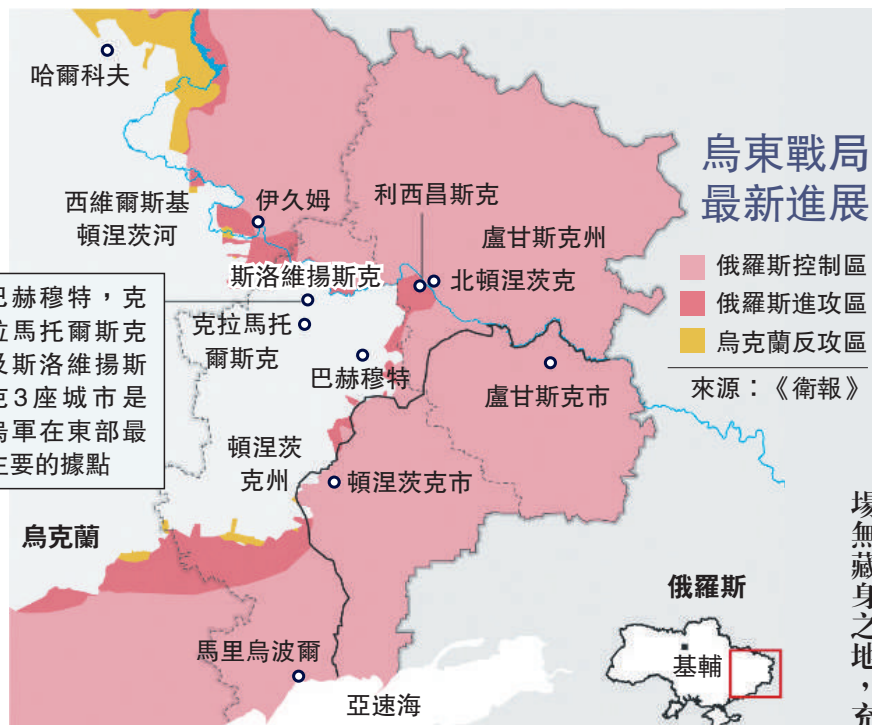 烏東戰局
最新進展
俄羅斯控制區
俄羅斯進攻區
烏克蘭反攻區
來源：《衛報》
哈爾科夫
西維爾斯基
頓涅茨河
伊久姆
利西昌斯克
盧甘斯克州
北頓涅茨克
斯洛維揚斯克
克拉馬托
爾斯克
巴赫穆特
盧甘斯克市
巴赫穆特，克
拉馬托爾斯克
及斯洛維揚斯
克3座城市是
烏軍在東部最
主要的據點
頓涅茨
克州
頓涅茨克市
烏克蘭
馬里烏波爾
亞速海
俄羅斯
基輔
場無藏身之地，充